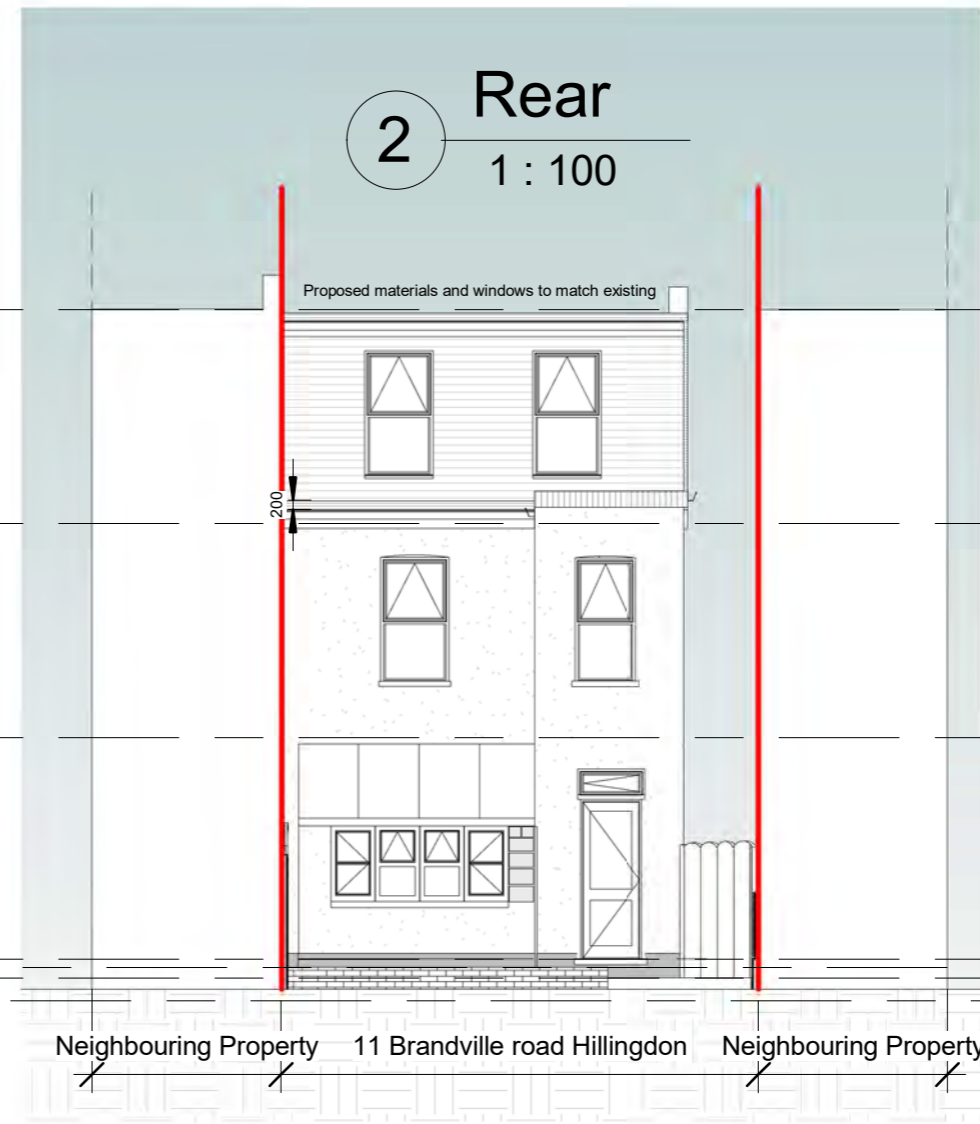 2
Rear
1 : 100
Proposed materials and windows to match existing
200
Neighbouring Property
11 Brandville road Hillingdon
Neighbouring Property